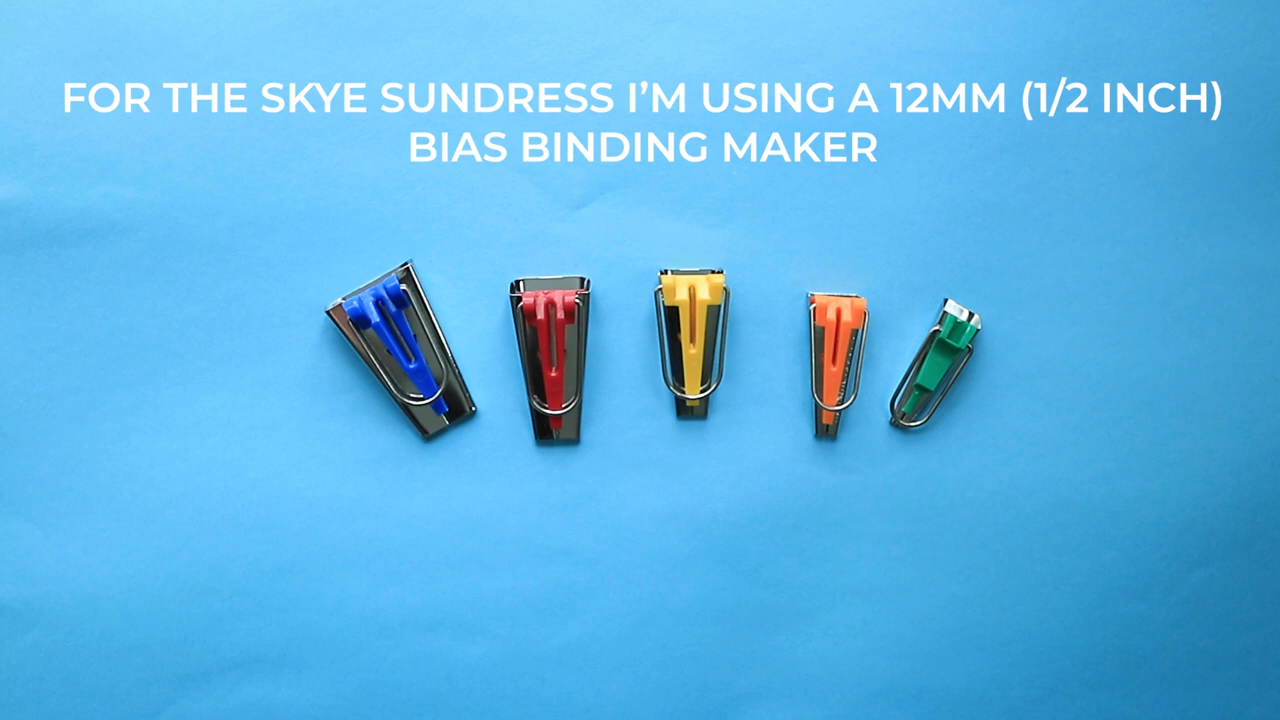 FOR THE SKYE SUNDRESS I’M USING A 12MM (1/2 INCH)
BIAS BINDING MAKER